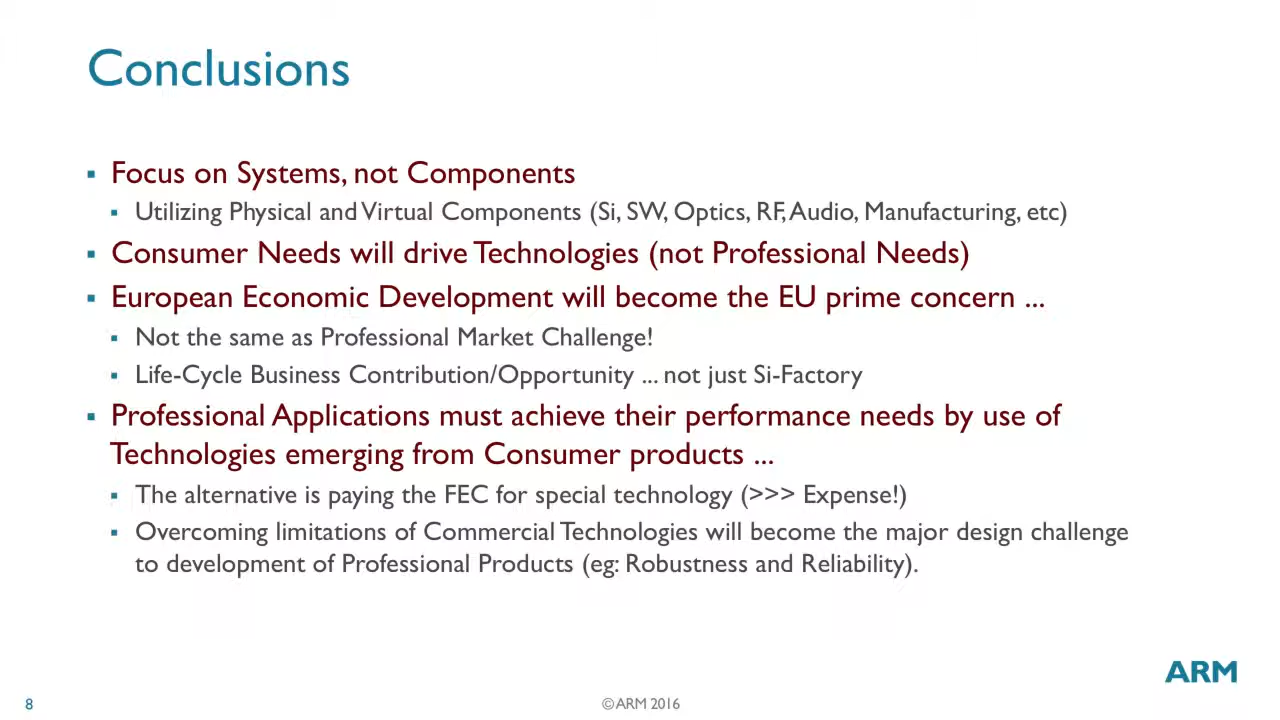 Conclusions
▪ Focus on Systems, not Components
▪ Utilizing Physical and Virtual Components (Si, SW, Optics, RF, Audio, Manufacturing, etc)
▪ Consumer Needs will drive Technologies (not Professional Needs)
▪ European Economic Development will become the EU prime concern ...
▪ Not the same as Professional Market Challenge!
▪ Life-Cycle Business Contribution/Opportunity ... not just Si-Factory
▪ Professional Applications must achieve their performance needs by use of
Technologies emerging from Consumer products ...
▪ The alternative is paying the FEC for special technology (>>> Expense!)
▪ Overcoming limitations of Commercial Technologies will become the major design challenge
to development of Professional Products (eg: Robustness and Reliability).
ARM
8
©ARM 2016